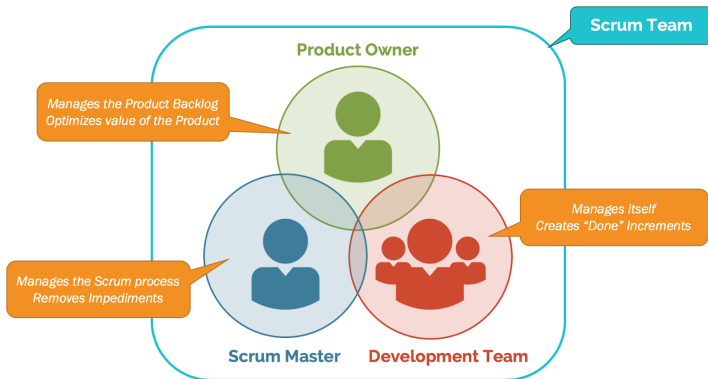 Scrum Team
Product Owner
Manages the Product Backlog
Optimizes value of the Product
Manages itself
Creates “Done” Increments
Manages the Scrum process
Removes Impediments
Scrum Master
Development Team